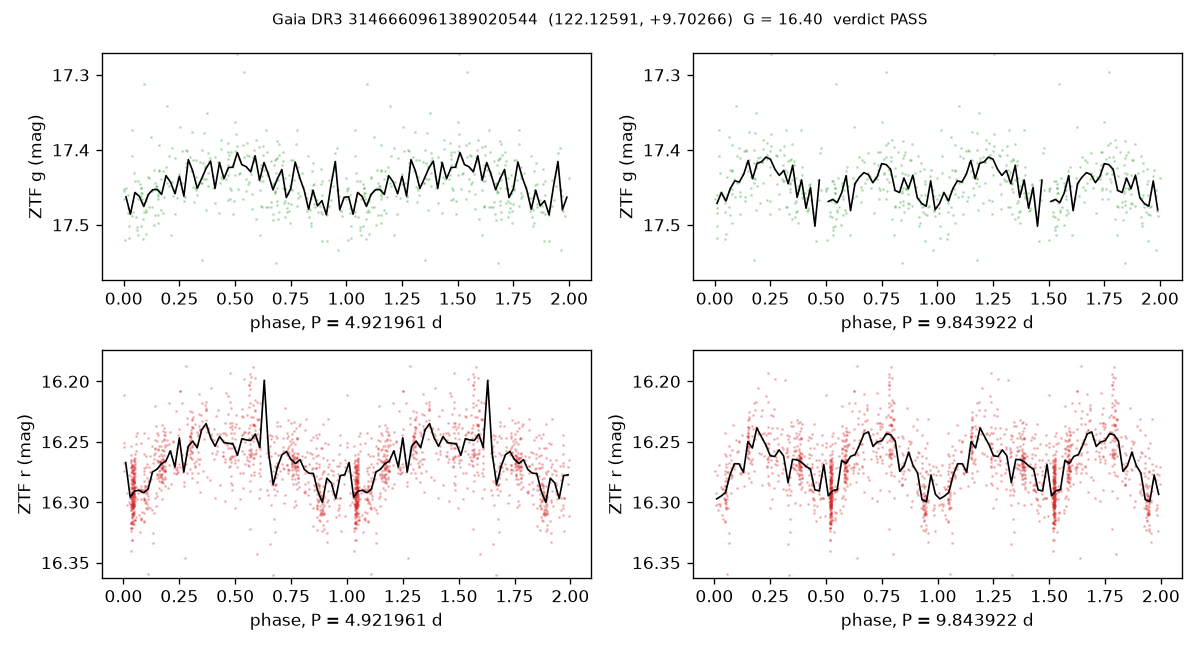 Gaia DR3 3146660961389020544 (122.12591, +9.70266) G = 16.40 verdict PASS
ZTF g (mag)
17.3
17.4
17.5
0.00 0.25 0.50 0.75 1.00 1.25 1.50 1.75 2.00
phase, P = 4.921961 d
ZTF g (mag)
17.3
17.4
17.5
0.00 0.25 0.50 0.75 1.00 1.25 1.50 1.75 2.00
phase, P = 9.843922 d
ZTF r (mag)
16.20
16.25
16.30
16.35
0.00 0.25 0.50 0.75 1.00 1.25 1.50 1.75 2.00
phase, P = 4.921961 d
ZTF r (mag)
16.20
16.25
16.30
16.35
0.00 0.25 0.50 0.75 1.00 1.25 1.50 1.75 2.00
phase, P = 9.843922 d